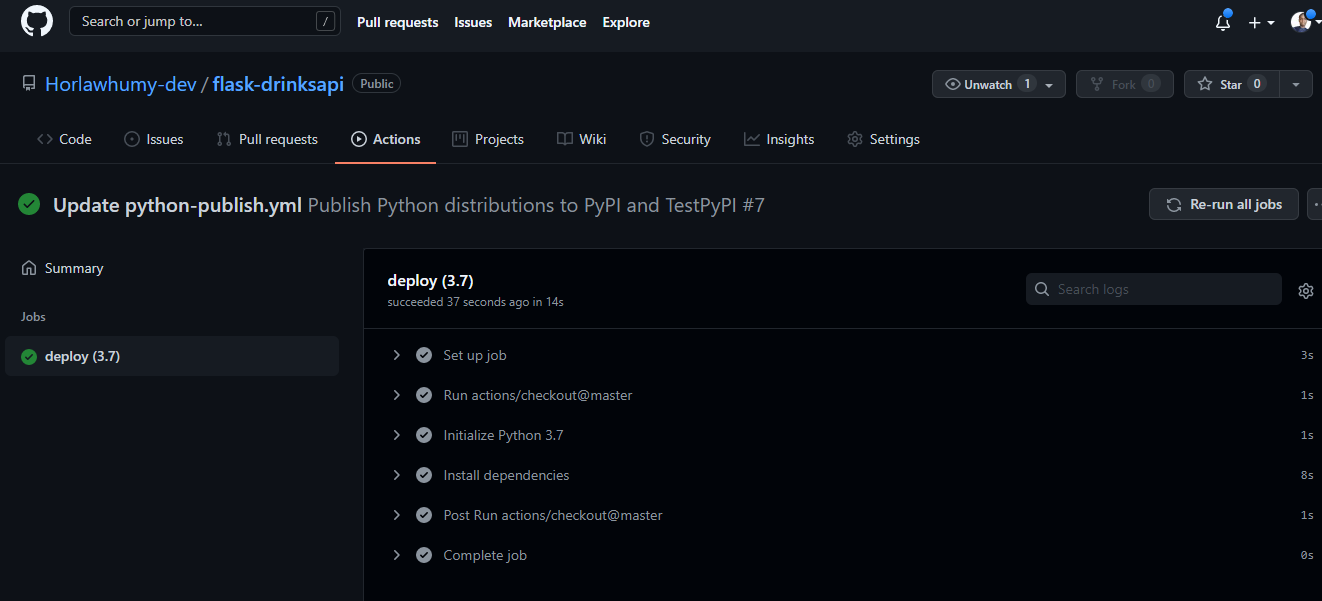 Search or jump to... / Pull requests Issues Marketplace Explore
Horlawhumy-dev / flask-drinksapi Public Unwatch 1 Fork 0 Star 0
Code Issues Pull requests Actions Projects Wiki Security Insights Settings
Update python-publish.yml Publish Python distributions to PyPI and TestPyPI #7 Re-run all jobs
Summary
Jobs
deploy (3.7)
deploy (3.7)
succeeded 37 seconds ago in 14s
Search logs
Set up job 3s
Run actions/checkout@master 1s
Initialize Python 3.7 1s
Install dependencies 8s
Post Run actions/checkout@master 1s
Complete job 0s